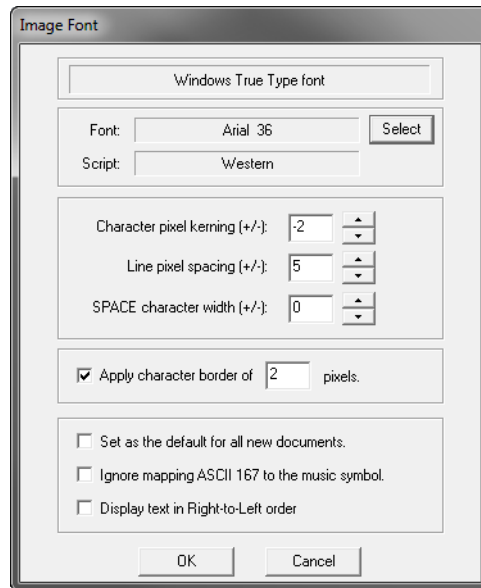 Image Font
Windows True Type font
Font: Arial 36 Select
Script: Western
Character pixel kerning (+/-): -2
Line pixel spacing (+/-): 5
SPACE character width (+/-): 0
Apply character border of 2 pixels.
Set as the default for all new documents.
Ignore mapping ASCII 167 to the music symbol.
Display text in Right-to-Left order
OK Cancel